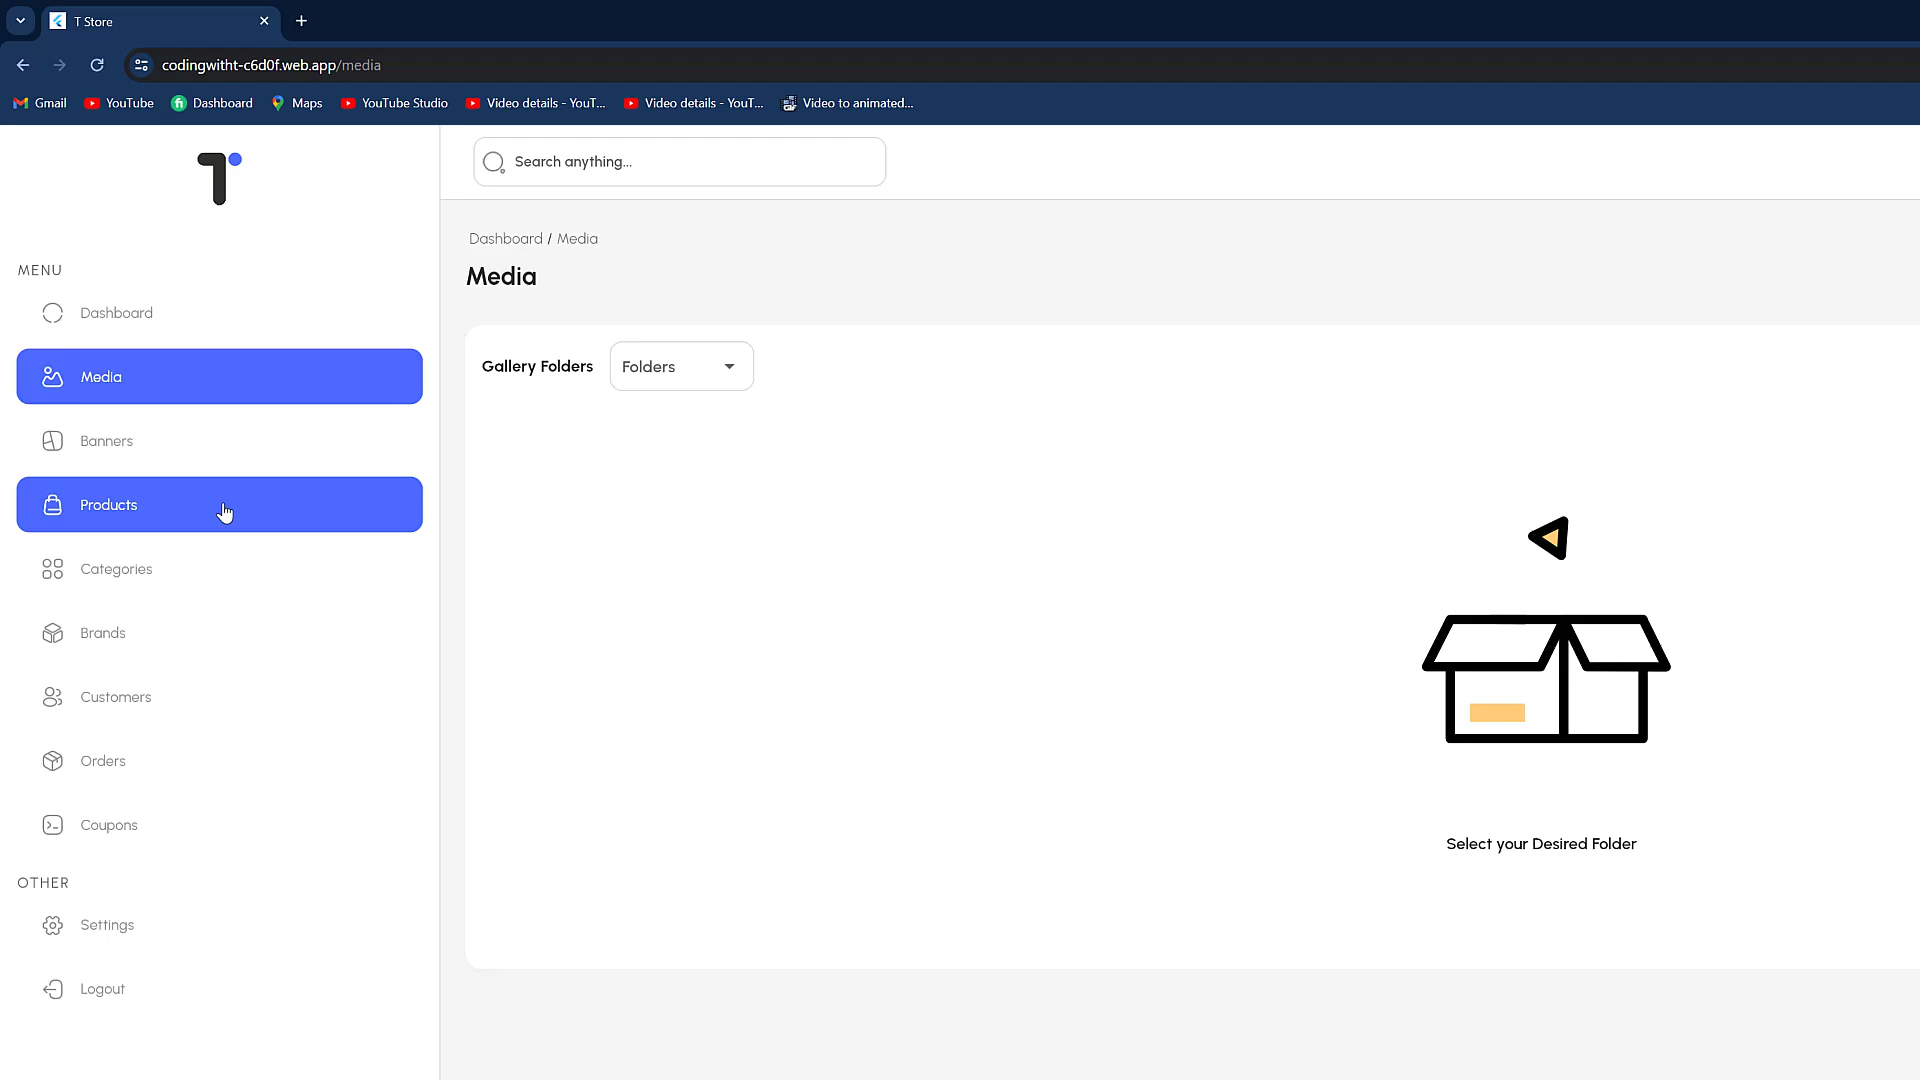 T Store
codingwitht-c6d0f.web.app/media
Gmail YouTube Dashboard Maps YouTube Studio Video details - YouT... Video details - YouT... Video to animated...
Search anything...
Dashboard / Media
Media
MENU
Dashboard
Media
Banners
Products
Categories
Brands
Customers
Orders
Coupons
OTHER
Settings
Logout
Gallery Folders Folders
Select your Desired Folder